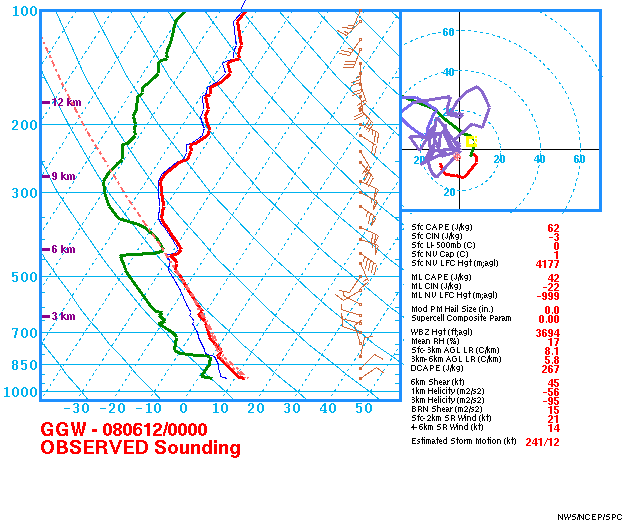 100
200
300
500
700
850
1000
12 km
9 km
6 km
3 km
-30 -20 -10 0 10 20 30 40 50
60
40
20
20 20 40 60
GGW - 080612/0000
OBSERVED Sounding
Sfc CAPE (J/kg) 62
Sfc CIN (J/kg) -3
Sfc LI-500mb (C) 0
Sfc NV Cap (C) 1
Sfc NV LFC Hgt (m;agl) 4177
ML CAPE (J/kg) 42
ML CIN (J/kg) -22
ML NV LFC Hgt (m;agl) -999
Mod PM Hail Size (in.) 0.0
Supercell Composite Param 0.00
WBZ Hgt (ft;agl) 3694
Mean RH (%) 17
Sfc-3km AGL LR (C/km) 8.1
3km-6km AGL LR (C/km) 5.8
DCAPE (J/kg) 267
6km Shear (kt) 45
1km Helicity (m2/s2) -56
3km Helicity (m2/s2) -95
BRN Shear (m2/s2) 15
Sfc-2km SR Wind (kt) 21
4-6km SR Wind (kt) 14
Estimated Storm Motion (kt) 241/12
NWS/NCEP/SPC